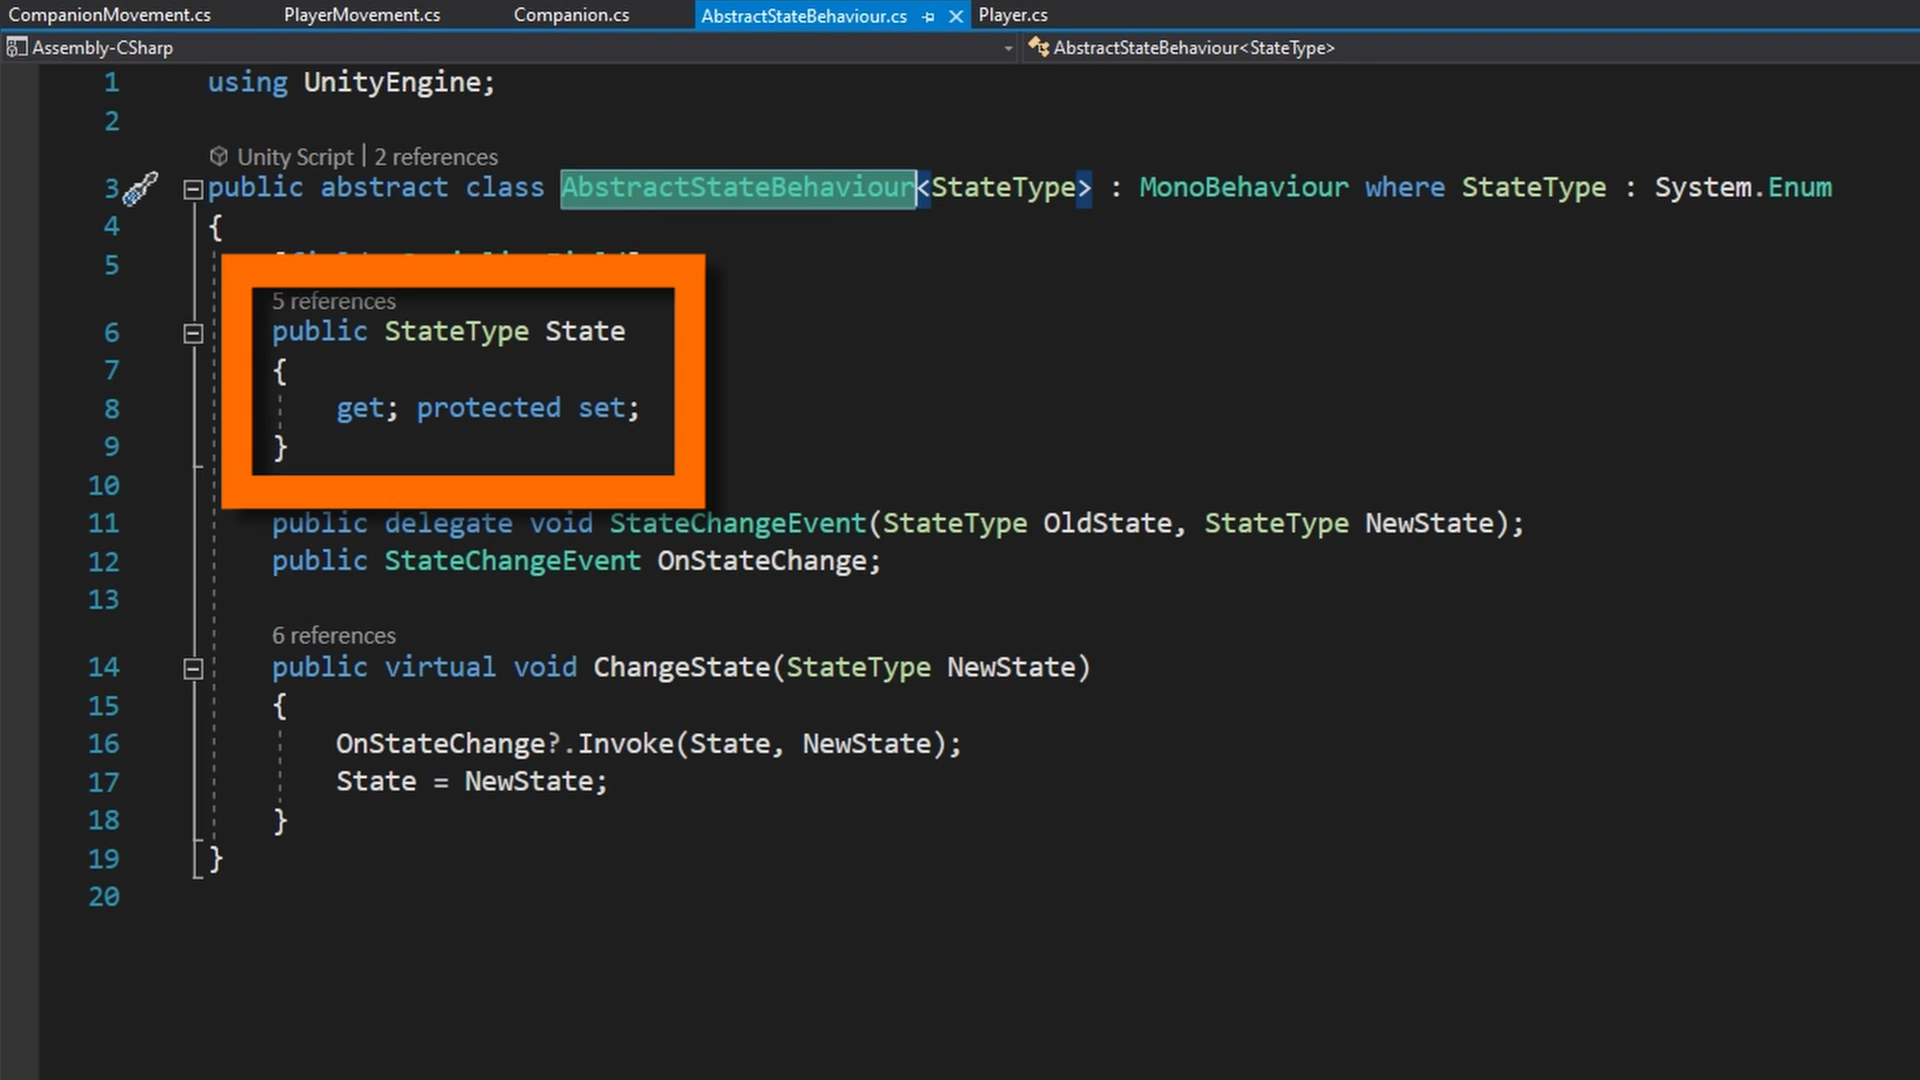 CompanionMovement.cs PlayerMovement.cs Companion.cs AbstractStateBehaviour.cs Player.cs
Assembly-CSharp AbstractStateBehaviour<StateType>
1 using UnityEngine;
2
Unity Script | 2 references
3 public abstract class AbstractStateBehaviour<StateType> : MonoBehaviour where StateType : System.Enum
4 {
5
5 references
6 public StateType State
7 {
8 get; protected set;
9 }
10
11 public delegate void StateChangeEvent(StateType OldState, StateType NewState);
12 public StateChangeEvent OnStateChange;
13
6 references
14 public virtual void ChangeState(StateType NewState)
15 {
16 OnStateChange?.Invoke(State, NewState);
17 State = NewState;
18 }
19 }
20